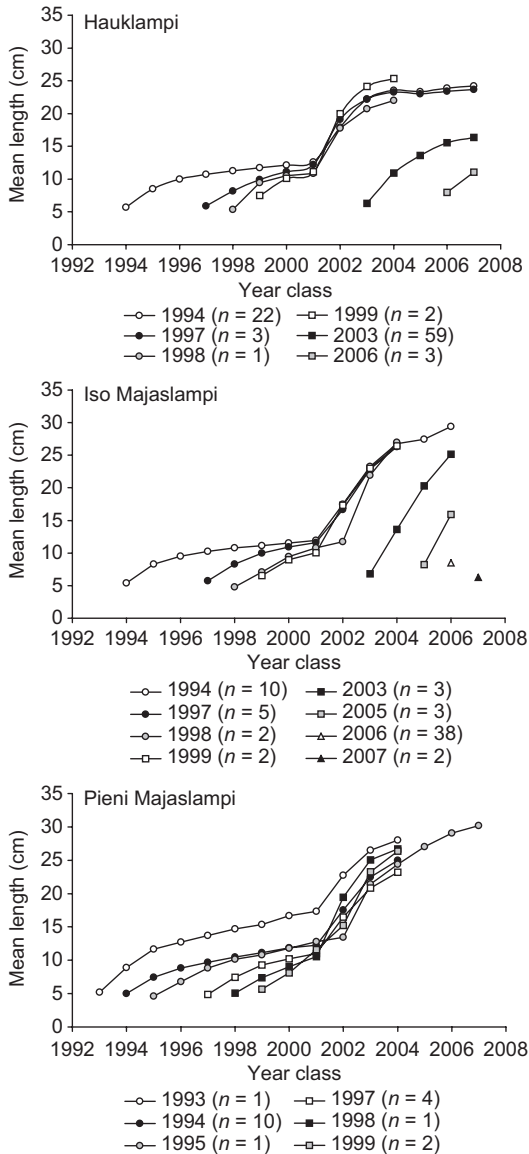 Hauklampi
Mean length (cm)
35
30
25
20
15
10
5
0
1992 1994 1996 1998 2000 2002 2004 2006 2008
Year class
1994 (n = 22) 1999 (n = 2)
1997 (n = 3) 2003 (n = 59)
1998 (n = 1) 2006 (n = 3)
Iso Majaslampi
Mean length (cm)
35
30
25
20
15
10
5
0
1992 1994 1996 1998 2000 2002 2004 2006 2008
Year class
1994 (n = 10) 2003 (n = 3)
1997 (n = 5) 2005 (n = 3)
1998 (n = 2) 2006 (n = 38)
1999 (n = 2) 2007 (n = 2)
Pieni Majaslampi
Mean length (cm)
35
30
25
20
15
10
5
0
1992 1994 1996 1998 2000 2002 2004 2006 2008
Year class
1993 (n = 1) 1997 (n = 4)
1994 (n = 10) 1998 (n = 1)
1995 (n = 1) 1999 (n = 2)